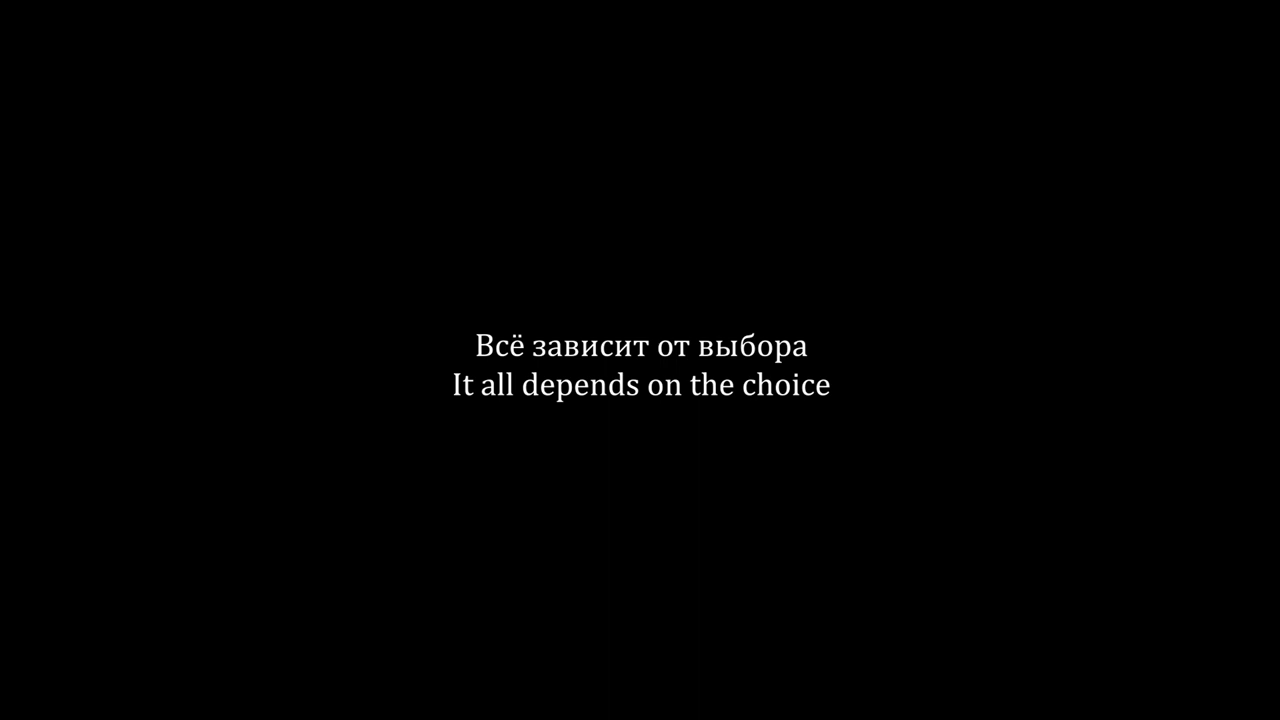 Всё зависит от выбора
It all depends on the choice